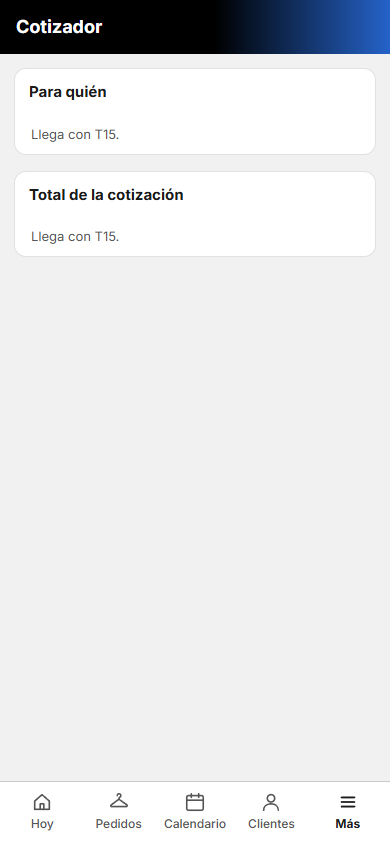 Cotizador
Para quién
Llega con T15.
Total de la cotización
Llega con T15.
Hoy
Pedidos
Calendario
Clientes
Más